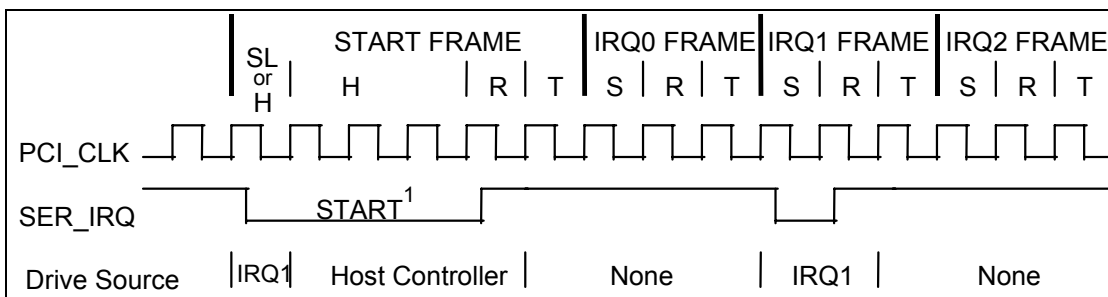 START FRAME IRQ0 FRAME IRQ1 FRAME IRQ2 FRAME
SL
or
H
H R T S R T S R T S R T
PCI_CLK
SER_IRQ START1
Drive Source IRQ1 Host Controller None IRQ1 None